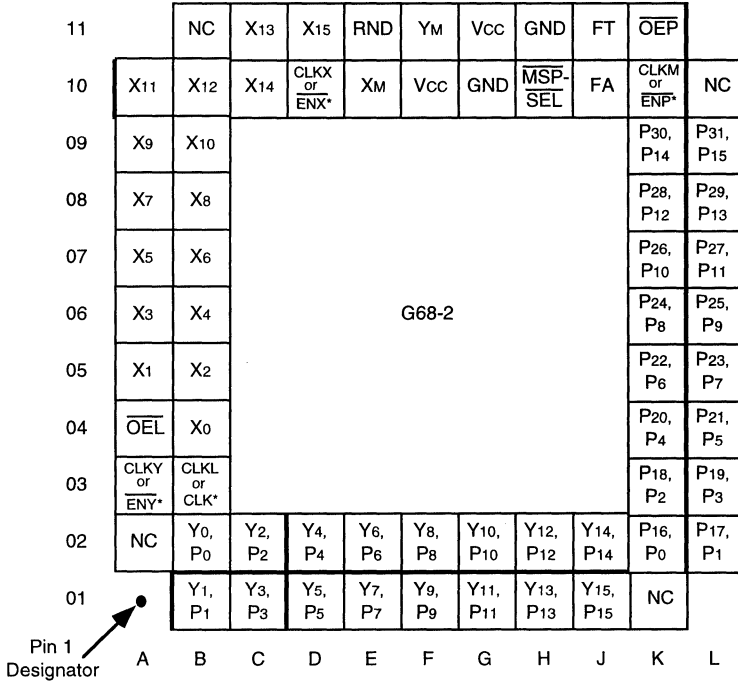 11 NC X13 X15 RND YM VCC GND FT OEP
10 X11 X12 X14 CLKX or ENX* XM VCC GND MSP-SEL FA CLKM or ENP* NC
09 X9 X10 P30, P14 P31, P15
08 X7 X8 P28, P12 P29, P13
07 X5 X6 P26, P10 P27, P11
06 X3 X4 G68-2 P24, P8 P25, P9
05 X1 X2 P22, P6 P23, P7
04 OEL X0 P20, P4 P21, P5
03 CLKY or ENY* CLKL or CLK* P18, P2 P19, P3
02 NC Y0, P0 Y2, P2 Y4, P4 Y6, P6 Y8, P8 Y10, P10 Y12, P12 Y14, P14 P16, P0 P17, P1
01 Y1, P1 Y3, P3 Y5, P5 Y7, P7 Y9, P9 Y11, P11 Y13, P13 Y15, P15 NC
Pin 1
Designator
A B C D E F G H J K L